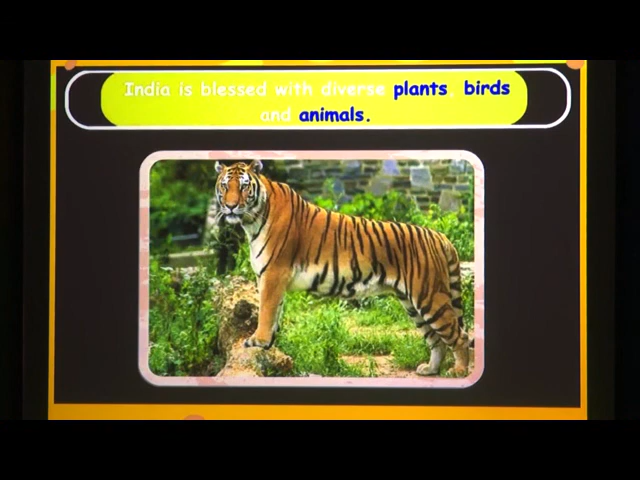 India is blessed with diverse plants, birds
and animals.